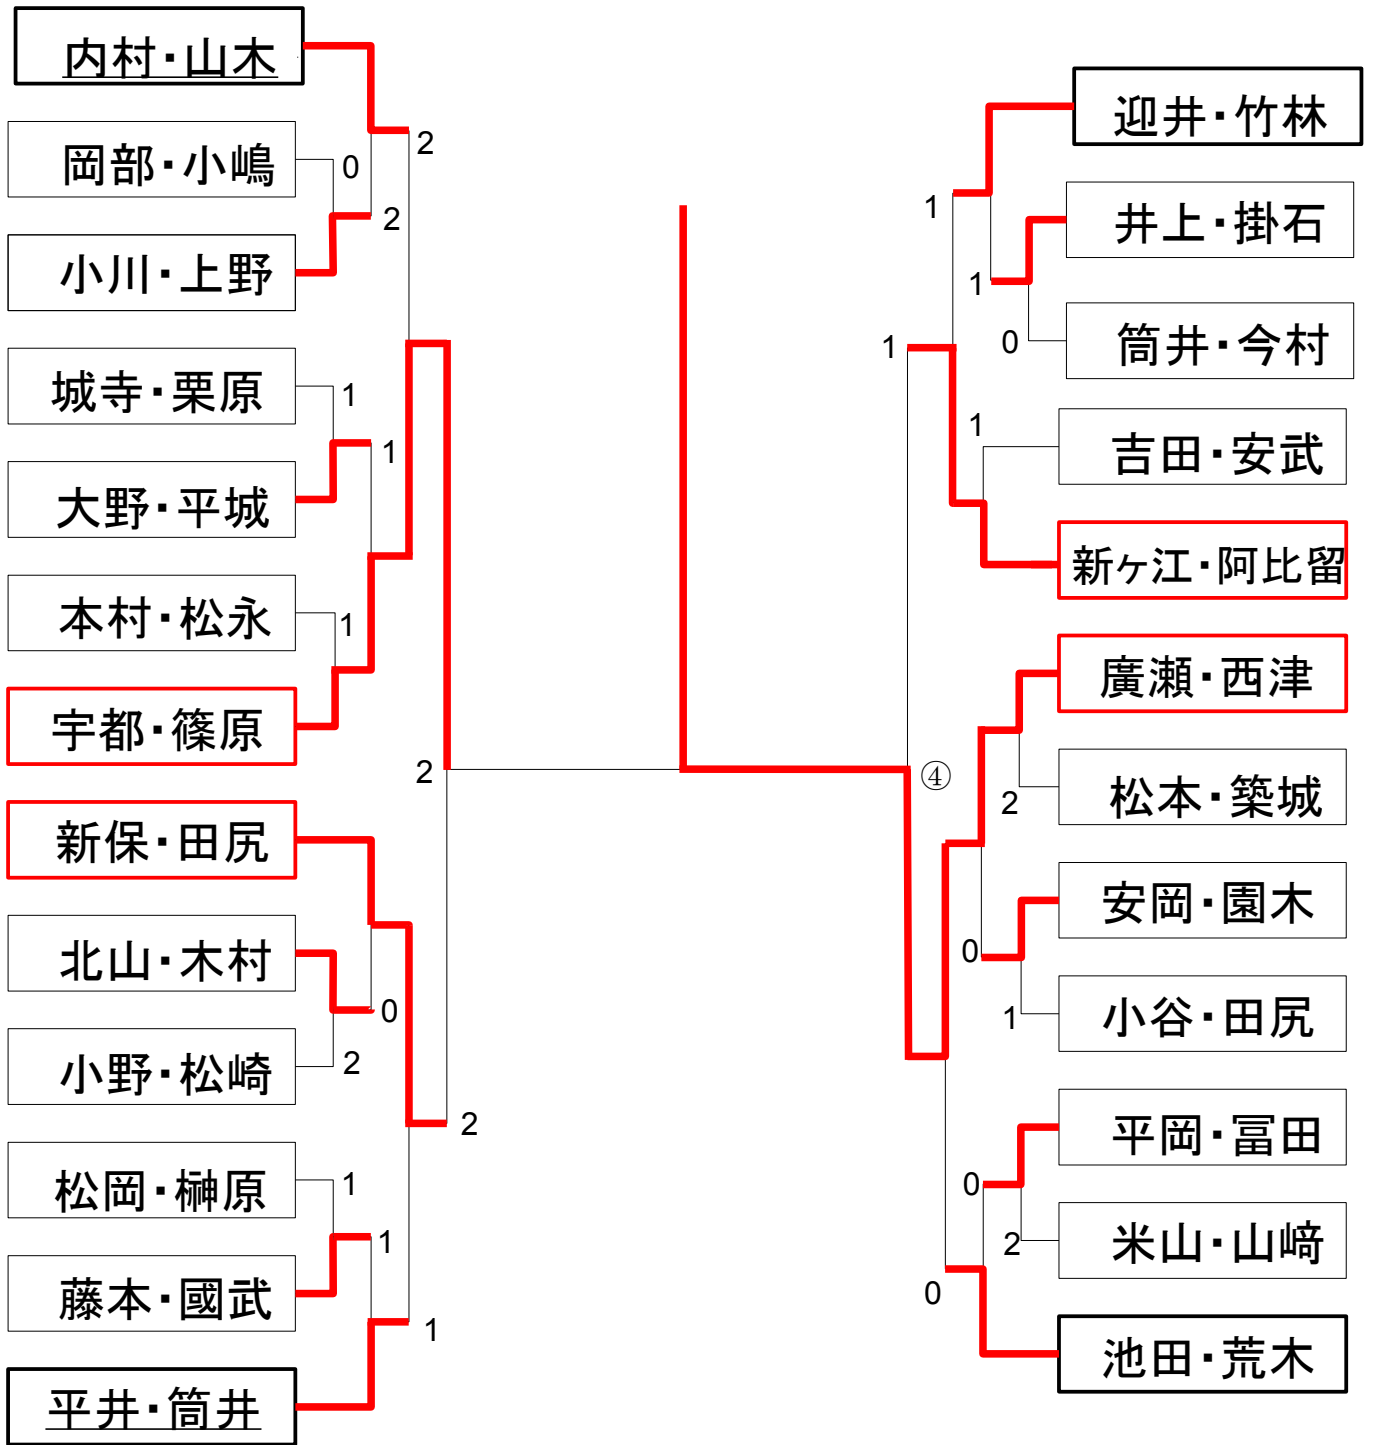 内村・山木
2
岡部・小嶋
0
2
小川・上野
城寺・栗原
1
1
大野・平城
本村・松永
1
宇都・篠原
2
新保・田尻
北山・木村
0
小野・松崎
2
2
松岡・榊原
1
1
藤本・國武
1
平井・筒井
迎井・竹林
1
井上・掛石
1
筒井・今村
0
1
吉田・安武
1
新ヶ江・阿比留
廣瀬・西津
④
松本・築城
2
安岡・園木
0
小谷・田尻
1
平岡・冨田
0
米山・山﨑
2
0
池田・荒木